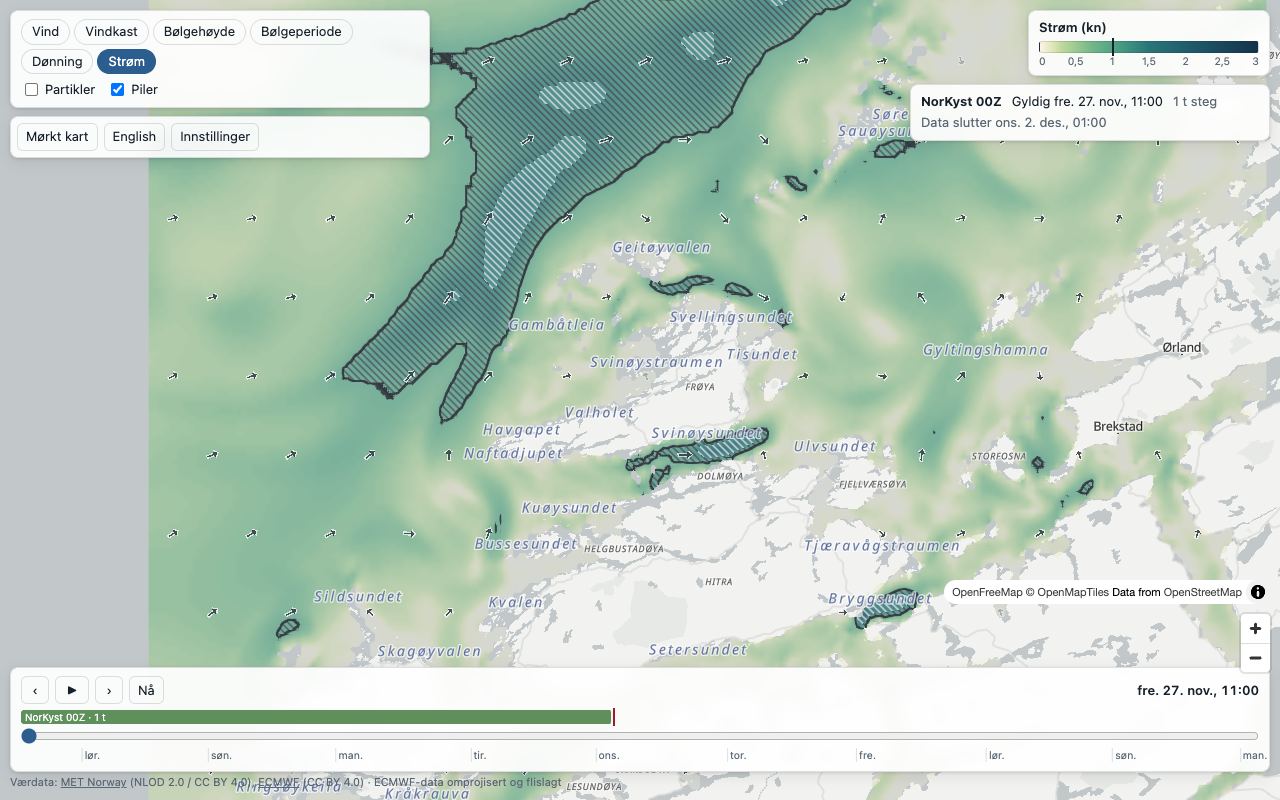 Vind Vindkast Bølgehøyde Bølgeperiode
Dønning Strøm
Partikler Piler
Mørkt kart English Innstillinger
Strøm (kn)
0 0,5 1 1,5 2 2,5 3
NorKyst 00Z Gyldig fre. 27. nov., 11:00 1 t steg
Data slutter ons. 2. des., 01:00
Geitøyvalen
Gambåtleia
Svellingsundet
Svinøystraumen
Tisundet
Gyltingshamna
Ørland
FRØYA
Valholet
Havgapet
Svinøysundet
Naftadjupet
Ulvsundet
Brekstad
STORFOSNA
DOLMØYA
FJELLVÆRSØYA
Kuøysundet
Bussesundet
HELGBUSTADØYA
Tjæravågstraumen
HITRA
Sildsundet
Kvalen
Bryggsundet
OpenFreeMap © OpenMapTiles Data from OpenStreetMap
Skagøyvalen
Setersundet
‹ › Nå
fre. 27. nov., 11:00
NorKyst 00Z · 1 t
lør. søn. man. tir. ons. tor. fre. lør. søn. man.
Værdata: MET Norway (NLOD 2.0 / CC BY 4.0), ECMWF (CC BY 4.0) · ECMWF-data omprojisert og flislagt
Kråkrauva
LESUNDØYA